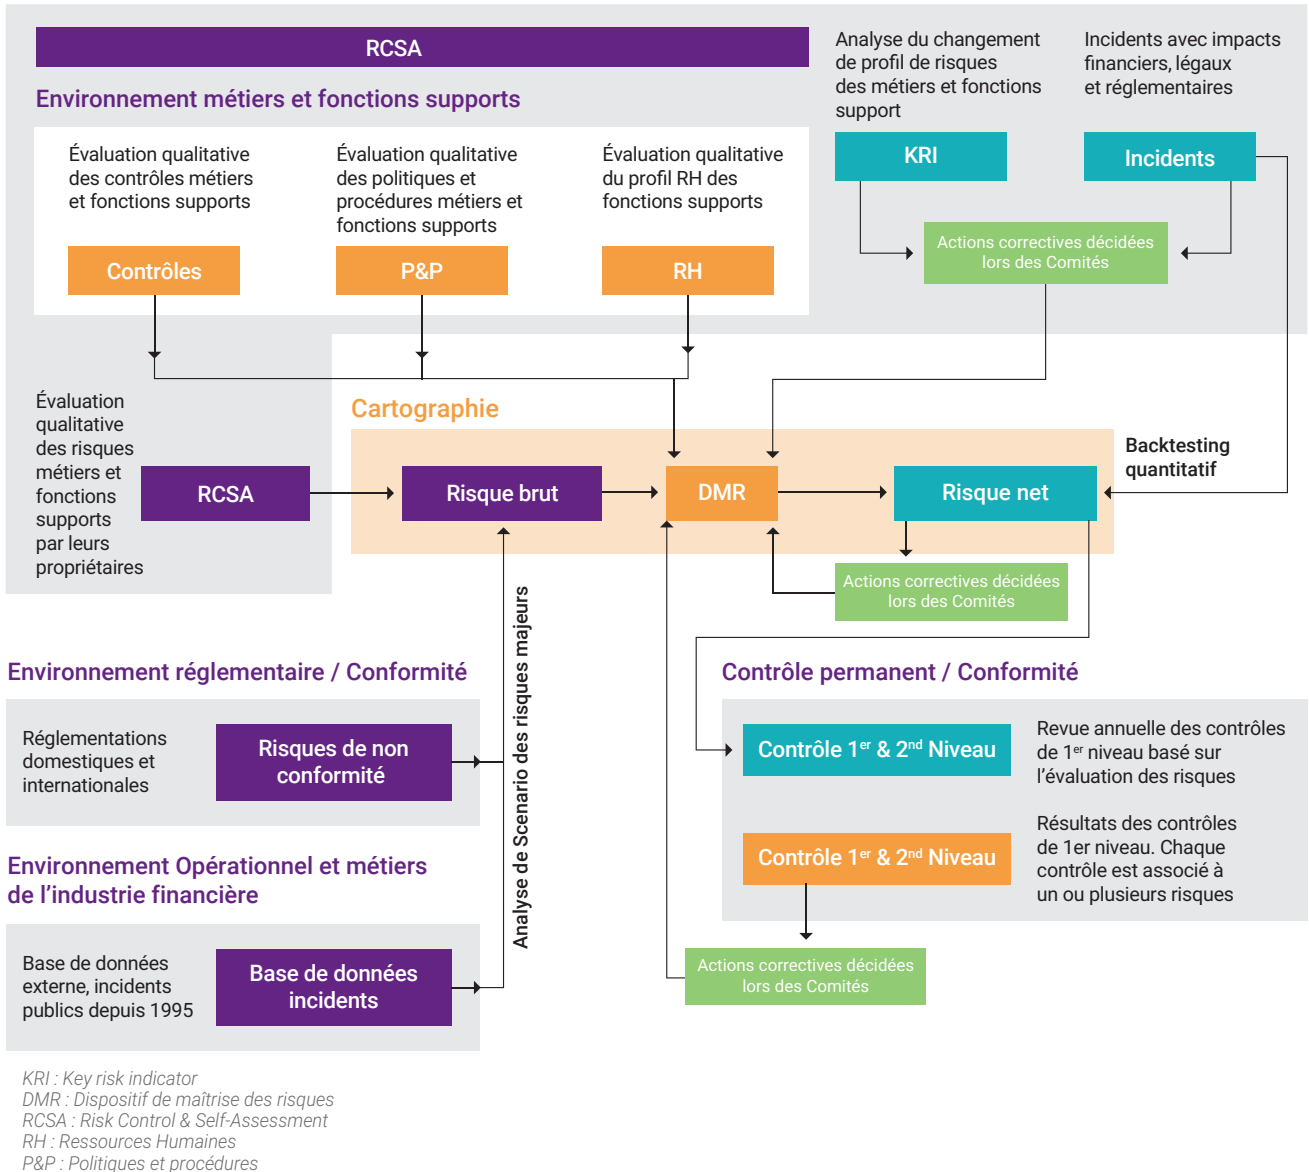 RCSA
Environnement métiers et fonctions supports
Évaluation qualitative
des contrôles métiers
et fonctions supports
Contrôles
Évaluation qualitative
des politiques et
procédures métiers et
fonctions supports
P&P
Évaluation qualitative
du profil RH des
fonctions supports
RH
Analyse du changement
de profil de risques
des métiers et fonctions
support
KRI
Incidents avec impacts
financiers, légaux
et réglementaires
Incidents
Actions correctives décidées
lors des Comités
Évaluation
qualitative
des risques
métiers et
fonctions
supports
par leurs
propriétaires
RCSA
Cartographie
Risque brut
DMR
Risque net
Backtesting
quantitatif
Actions correctives décidées
lors des Comités
Analyse de Scenario des risques majeurs
Environnement réglementaire / Conformité
Réglementations
domestiques et
internationales
Risques de non
conformité
Environnement Opérationnel et métiers
de l'industrie financière
Base de données
externe, incidents
publics depuis 1995
Base de données
incidents
Contrôle permanent / Conformité
Contrôle 1er & 2nd Niveau
Revue annuelle des contrôles
de 1er niveau basé sur
l'évaluation des risques
Contrôle 1er & 2nd Niveau
Résultats des contrôles
de 1er niveau. Chaque
contrôle est associé à
un ou plusieurs risques
Actions correctives décidées
lors des Comités
KRI : Key risk indicator
DMR : Dispositif de maîtrise des risques
RCSA : Risk Control & Self-Assessment
RH : Ressources Humaines
P&P : Politiques et procédures